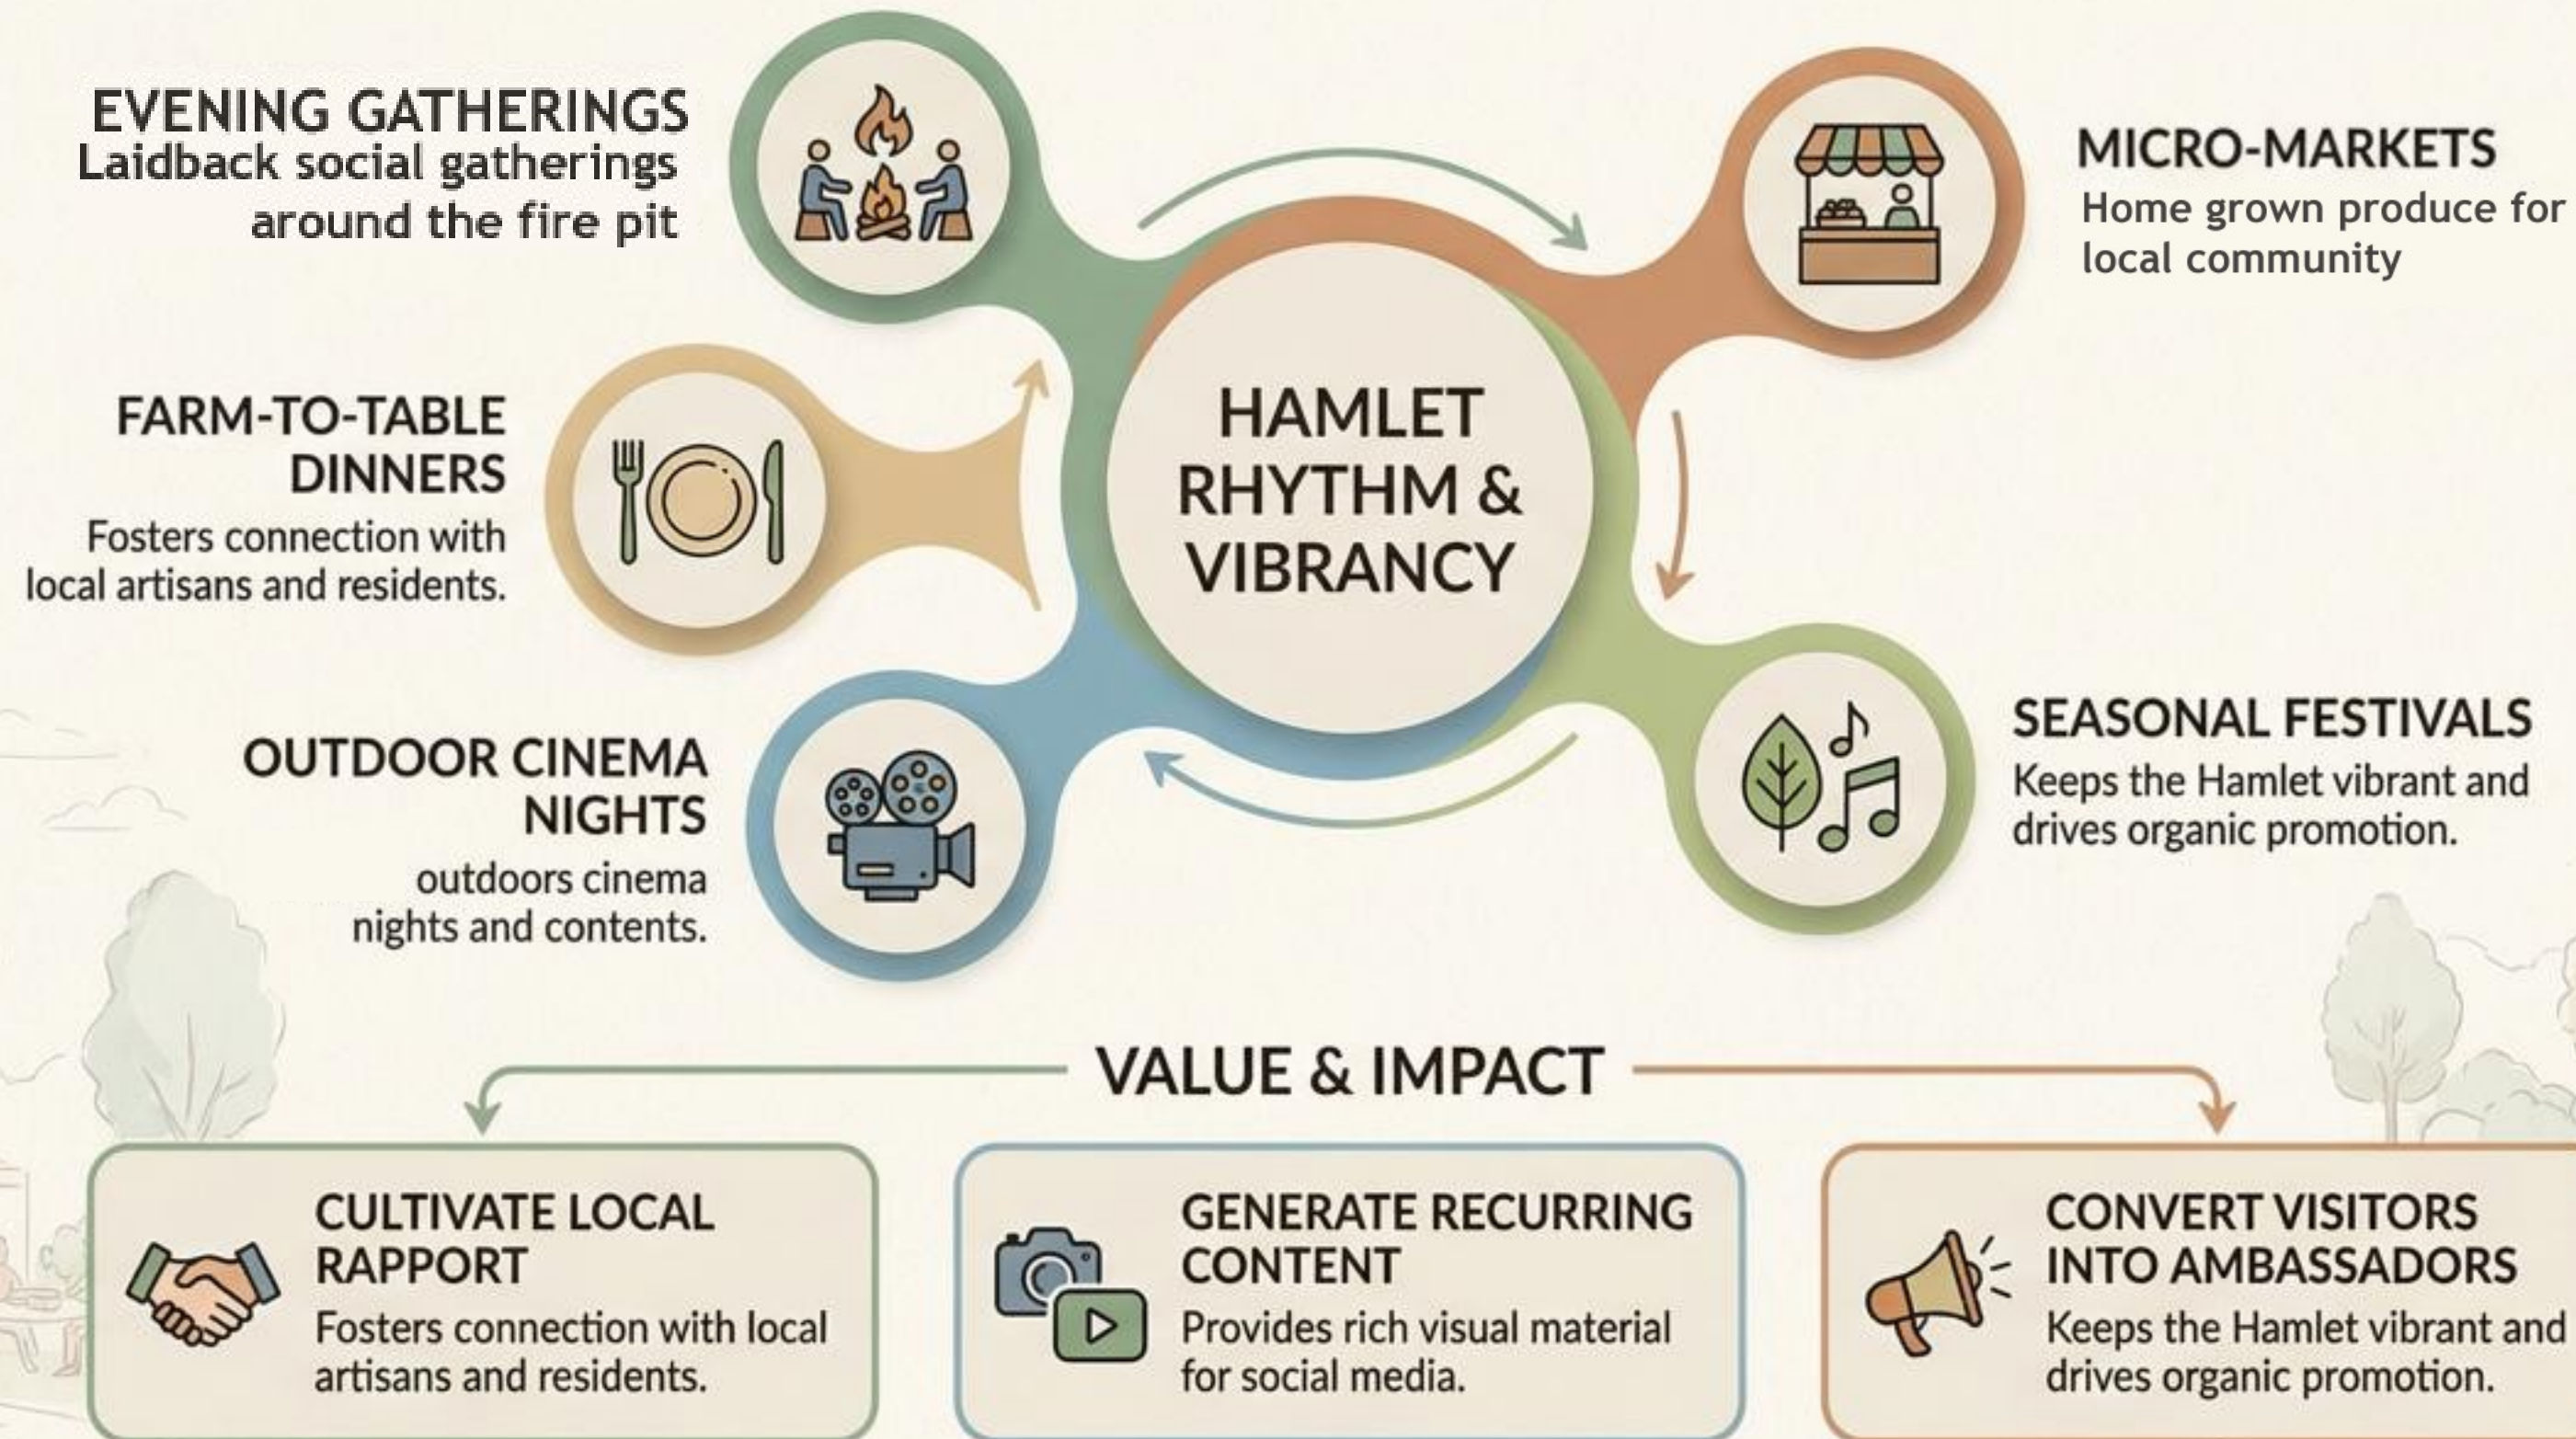 EVENING GATHERINGS
Laidback social gatherings
around the fire pit
MICRO-MARKETS
Home grown produce for
local community
FARM-TO-TABLE
DINNERS
Fosters connection with
local artisans and residents.
HAMLET
RHYTHM &
VIBRANCY
OUTDOOR CINEMA
NIGHTS
outdoors cinema
nights and contents.
SEASONAL FESTIVALS
Keeps the Hamlet vibrant and
drives organic promotion.
VALUE & IMPACT
CULTIVATE LOCAL
RAPPORT
Fosters connection with local
artisans and residents.
GENERATE RECURRING
CONTENT
Provides rich visual material
for social media.
CONVERT VISITORS
INTO AMBASSADORS
Keeps the Hamlet vibrant and
drives organic promotion.